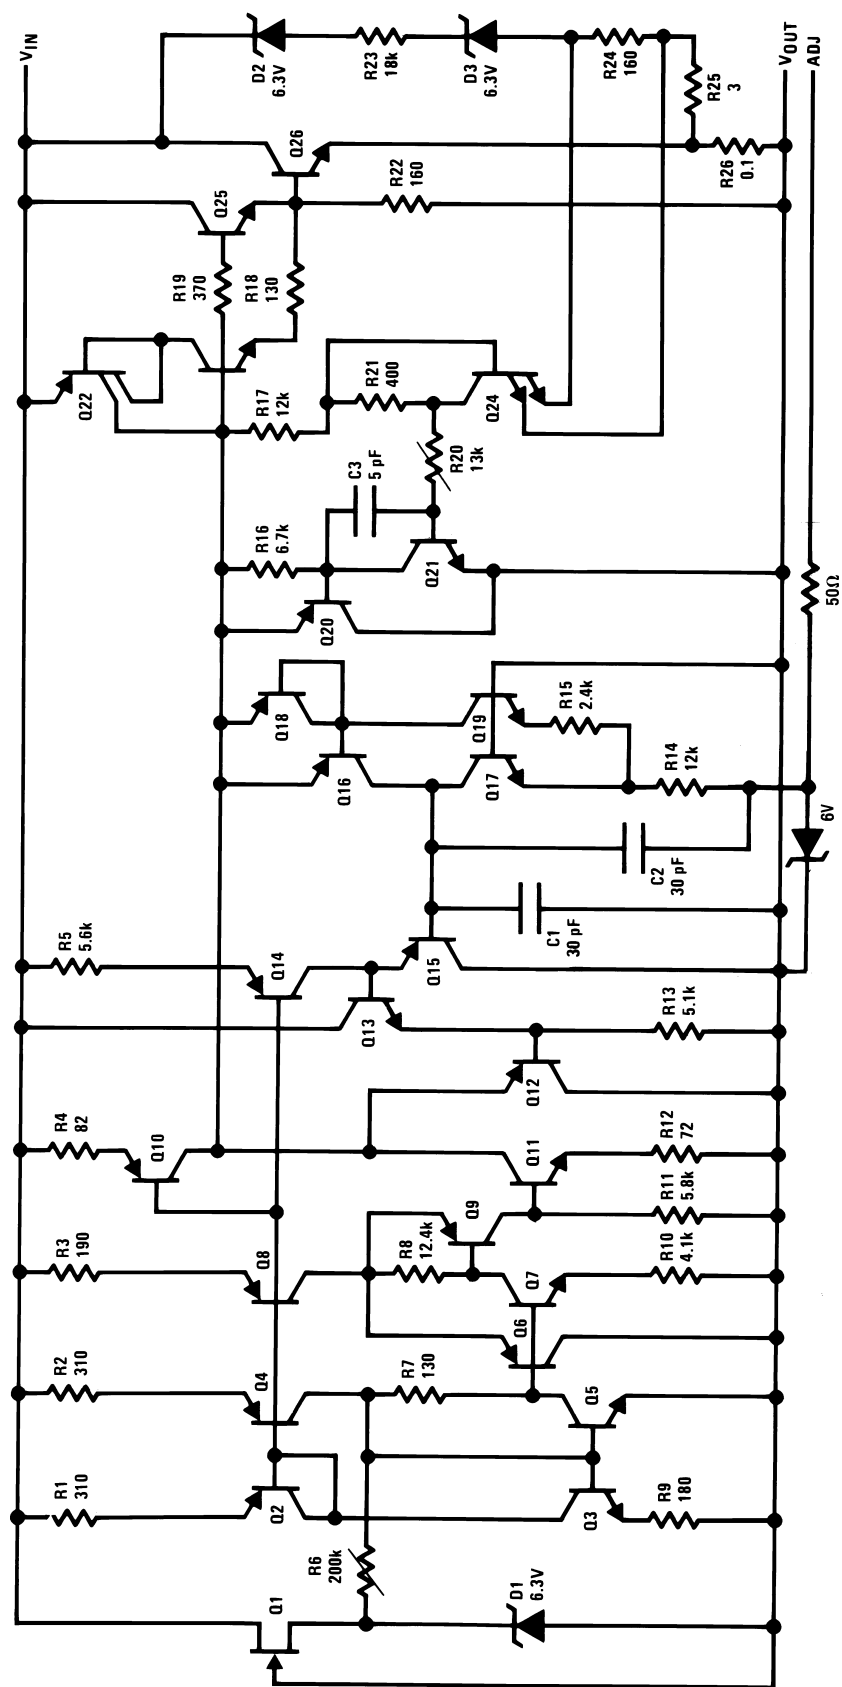 R1
310
R2
310
R3
190
R4
82
R5
5.6k
Q22
VIN
Q1
Q2
Q4
Q8
Q10
Q14
Q18
Q16
R16
6.7k
R17
12k
R19
370
R18
130
Q25
Q26
D2
6.3V
R6
200k
R7
130
R8
12.4k
Q9
Q13
Q15
Q20
C3
5 pF
R21
400
R22
160
R23
18k
Q6
Q7
Q11
Q12
Q17
Q19
Q21
R20
13k
Q24
D3
6.3V
D1
6.3V
Q3
Q5
C1
30 pF
C2
30 pF
R15
2.4k
R24
160
R9
180
R10
4.1k
R11
5.8k
R12
72
R13
5.1k
R14
12k
R25
3
R26
0.1
VOUT
ADJ
6V
50Ω